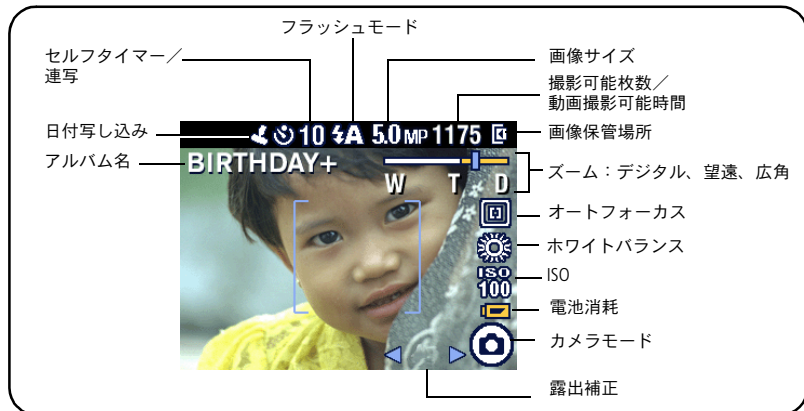 フラッシュモード
セルフタイマー／
連写
画像サイズ
撮影可能枚数／
動画撮影可能時間
日付写し込み
10 A 5.0 MP 1175
画像保管場所
アルバム名
BIRTHDAY+
W T D
ズーム：デジタル、望遠、広角
オートフォーカス
ホワイトバランス
ISO
100
ISO
電池消耗
カメラモード
露出補正